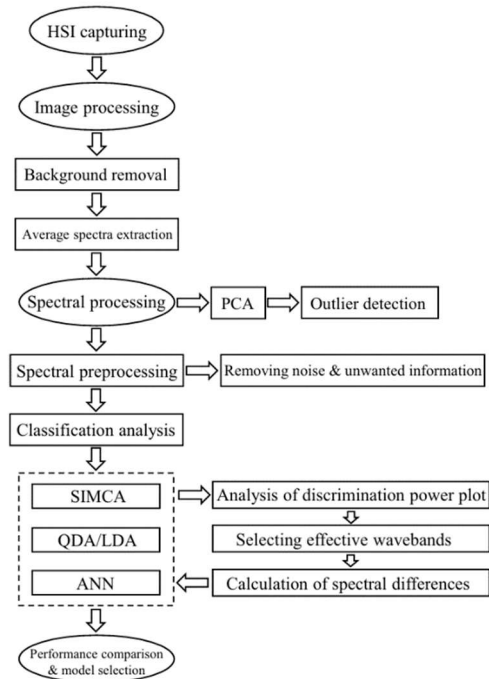 HSI capturing
Image processing
Background removal
Average spectra extraction
Spectral processing
PCA
Outlier detection
Spectral preprocessing
Removing noise & unwanted information
Classification analysis
SIMCA
Analysis of discrimination power plot
QDA/LDA
Selecting effective wavebands
ANN
Calculation of spectral differences
Performance comparison
& model selection